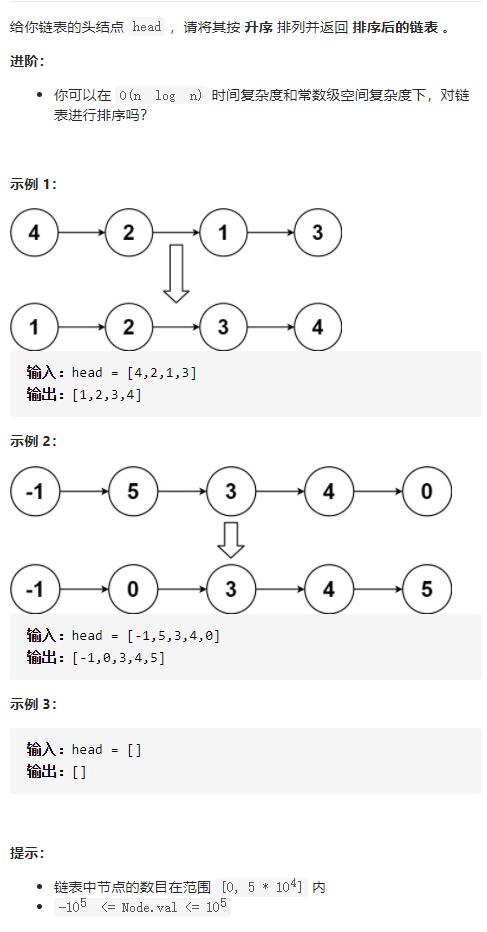 给你链表的头结点 head ，请将其按 升序 排列并返回 排序后的链表 。
进阶：
你可以在 O(n log n) 时间复杂度和常数级空间复杂度下，对链
表进行排序吗？
示例 1：
4 2 1 3
1 2 3 4
输入：head = [4,2,1,3]
输出：[1,2,3,4]
示例 2：
-1 5 3 4 0
-1 0 3 4 5
输入：head = [-1,5,3,4,0]
输出：[-1,0,3,4,5]
示例 3：
输入：head = []
输出：[]
提示：
链表中节点的数目在范围 [0, 5 * 10⁴] 内
-10⁵ <= Node.val <= 10⁵